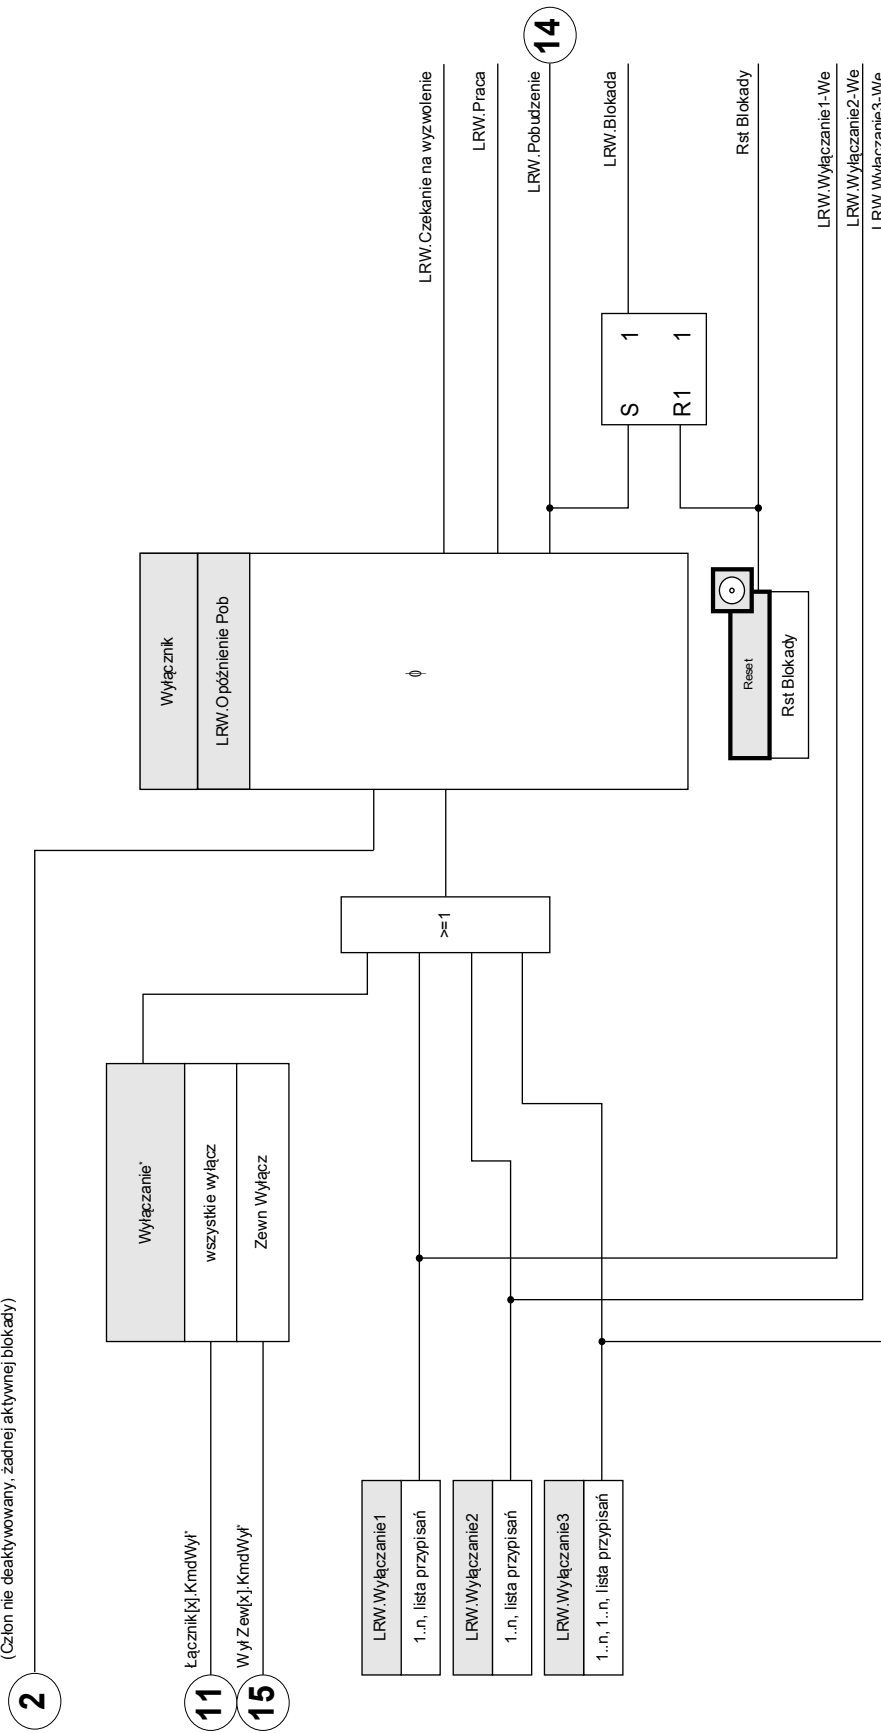 (Człon nie deaktywowany, żadnej aktywnej blokady)
2
Łącznik[x].KmdWył*
11
Wył Zew[x].KmdWył*
15
Wyłączanie*
wszystkie wyłącz
Zewn Wyłącz
LRW.Wyłączanie1
1..n, lista przypisań
LRW.Wyłączanie2
1..n, lista przypisań
LRW.Wyłączanie3
1..n, 1..n, lista przypisań
>=1
Wyłącznik
LRW.Opóźnienie Pob
ϕ
LRW.Czekanie na wyzwolenie
LRW.Praca
LRW.Pobudzenie
14
LRW.Blokada
S 1
R1 1
Reset
Rst Blokady
Rst Blokady
LRW.Wyłączanie1-We
LRW.Wyłączanie2-We
LRW.Wyłączanie3-We